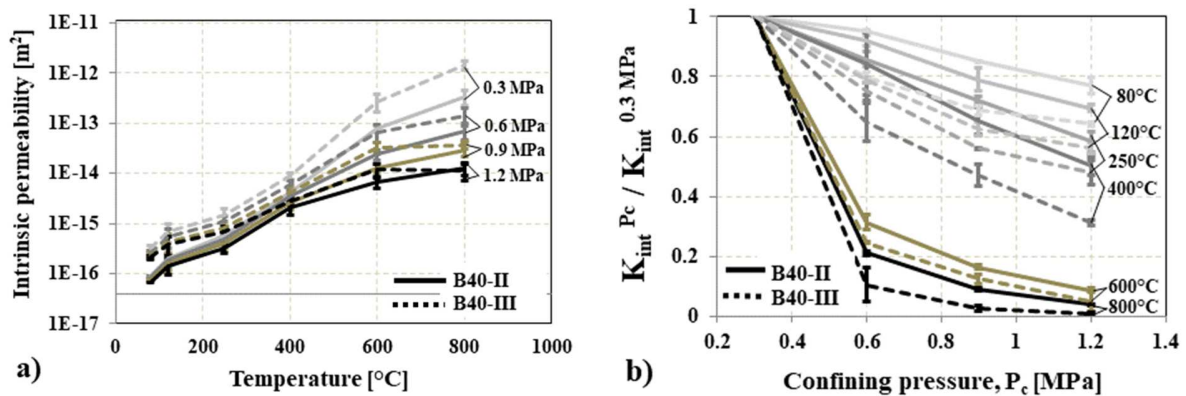 1E-11
1E-12
1E-13
1E-14
1E-15
1E-16
1E-17
Intrinsic permeability [m²]
0.3 MPa
0.6 MPa
0.9 MPa
1.2 MPa
B40-II
B40-III
0 200 400 600 800 1000
Temperature [°C]
a)
1
0.8
0.6
0.4
0.2
0
K_int^Pc / K_int^0.3 MPa
80°C
120°C
250°C
400°C
600°C
800°C
B40-II
B40-III
0.2 0.4 0.6 0.8 1 1.2 1.4
Confining pressure, P_c [MPa]
b)